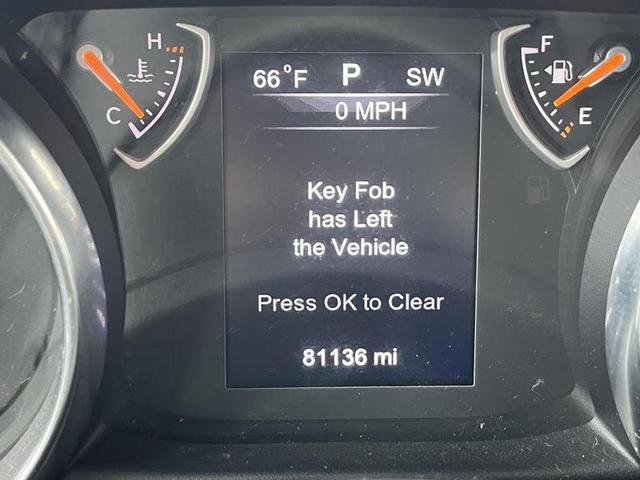 H
C
66°F P SW
0 MPH
F
E
Key Fob
has Left
the Vehicle
Press OK to Clear
81136 mi